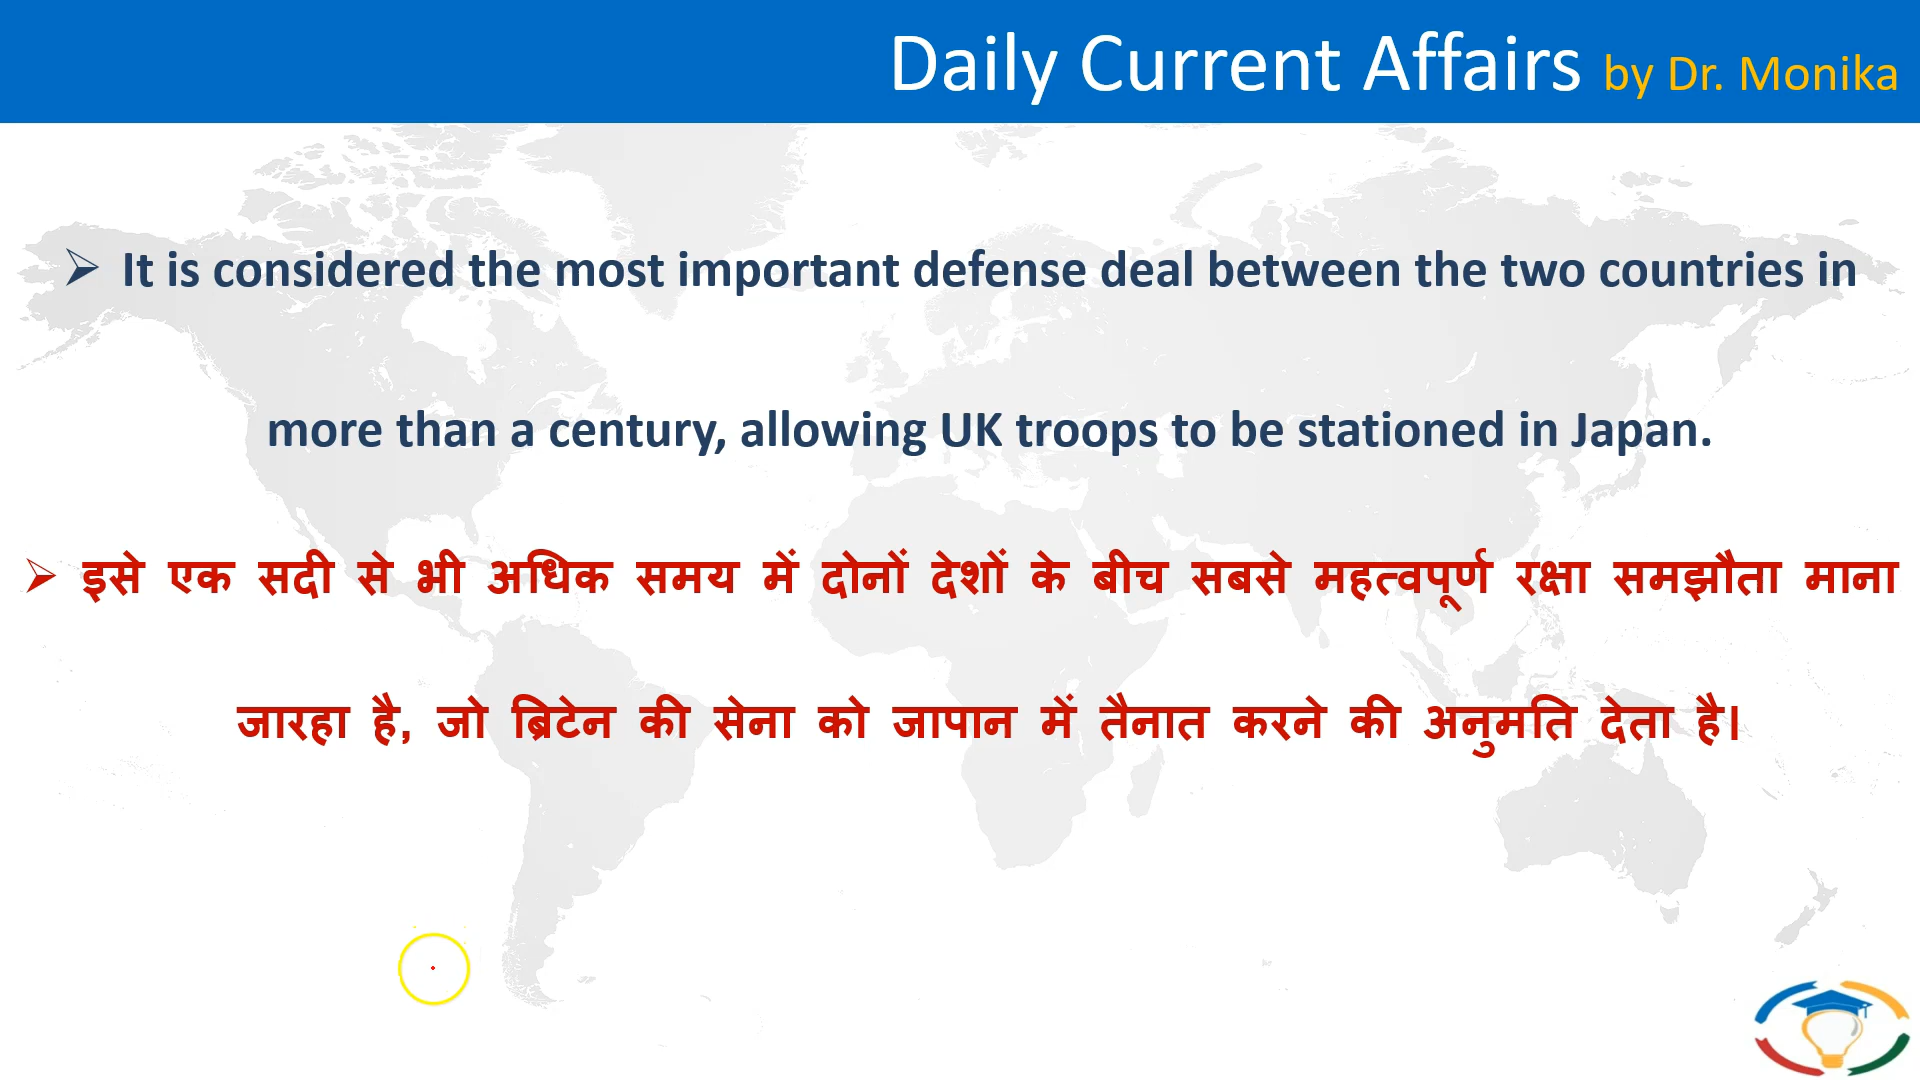 Daily Current Affairs by Dr. Monika
➢ It is considered the most important defense deal between the two countries in
more than a century, allowing UK troops to be stationed in Japan.
➢ इसे एक सदी से भी अधिक समय में दोनों देशों के बीच सबसे महत्वपूर्ण रक्षा समझौता माना
जारहा है, जो ब्रिटेन की सेना को जापान में तैनात करने की अनुमति देता है।